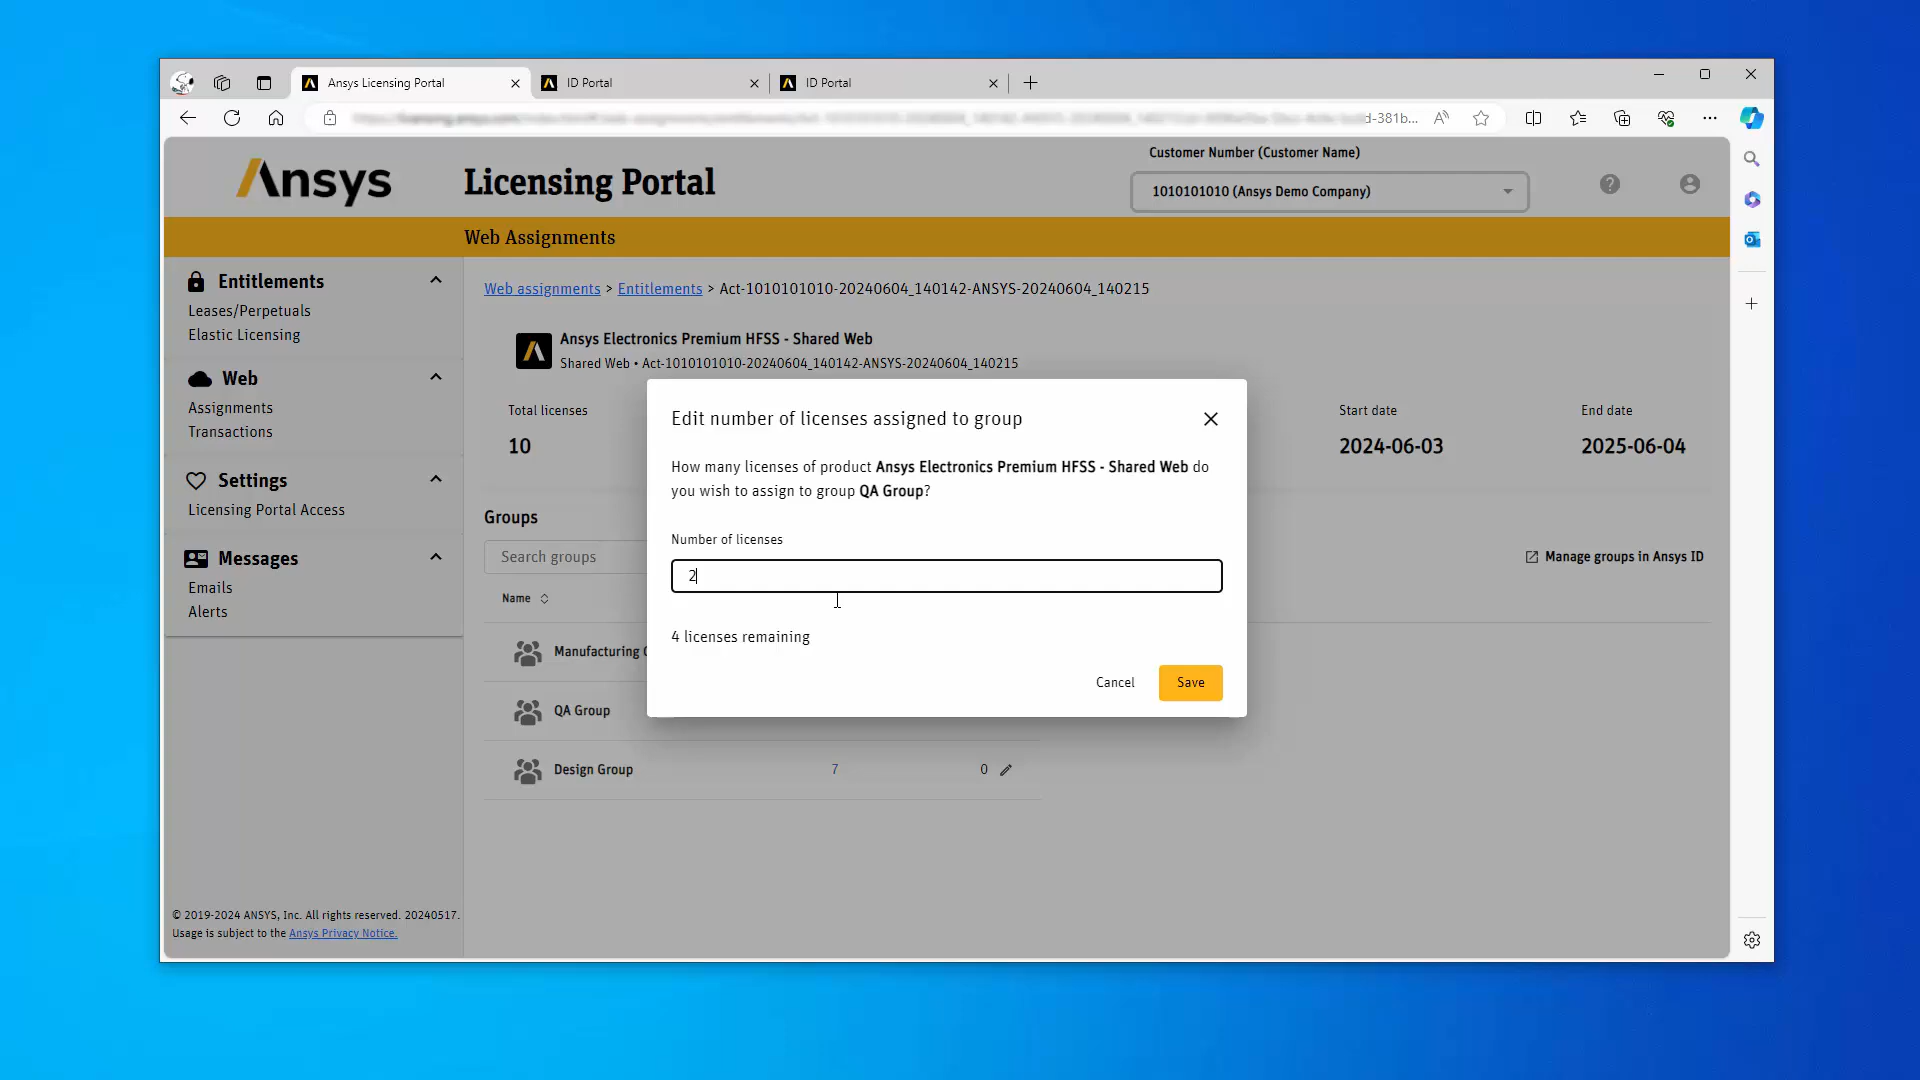 Ansys Licensing Portal
ID Portal
ID Portal
d-381b...
Ansys
Licensing Portal
Customer Number (Customer Name)
1010101010 (Ansys Demo Company)
Web Assignments
Entitlements
Leases/Perpetuals
Elastic Licensing
Web
Assignments
Transactions
Settings
Licensing Portal Access
Messages
Emails
Alerts
© 2019-2024 ANSYS, Inc. All rights reserved. 20240517.
Usage is subject to the Ansys Privacy Notice.
Web assignments > Entitlements > Act-1010101010-20240604_140142-ANSYS-20240604_140215
Ansys Electronics Premium HFSS - Shared Web
Shared Web • Act-1010101010-20240604_140142-ANSYS-20240604_140215
Total licenses
10
Start date
2024-06-03
End date
2025-06-04
Groups
Search groups
Manage groups in Ansys ID
Name
Manufacturing
QA Group
Design Group 7 0
Edit number of licenses assigned to group
How many licenses of product Ansys Electronics Premium HFSS - Shared Web do
you wish to assign to group QA Group?
Number of licenses
2
4 licenses remaining
Cancel
Save